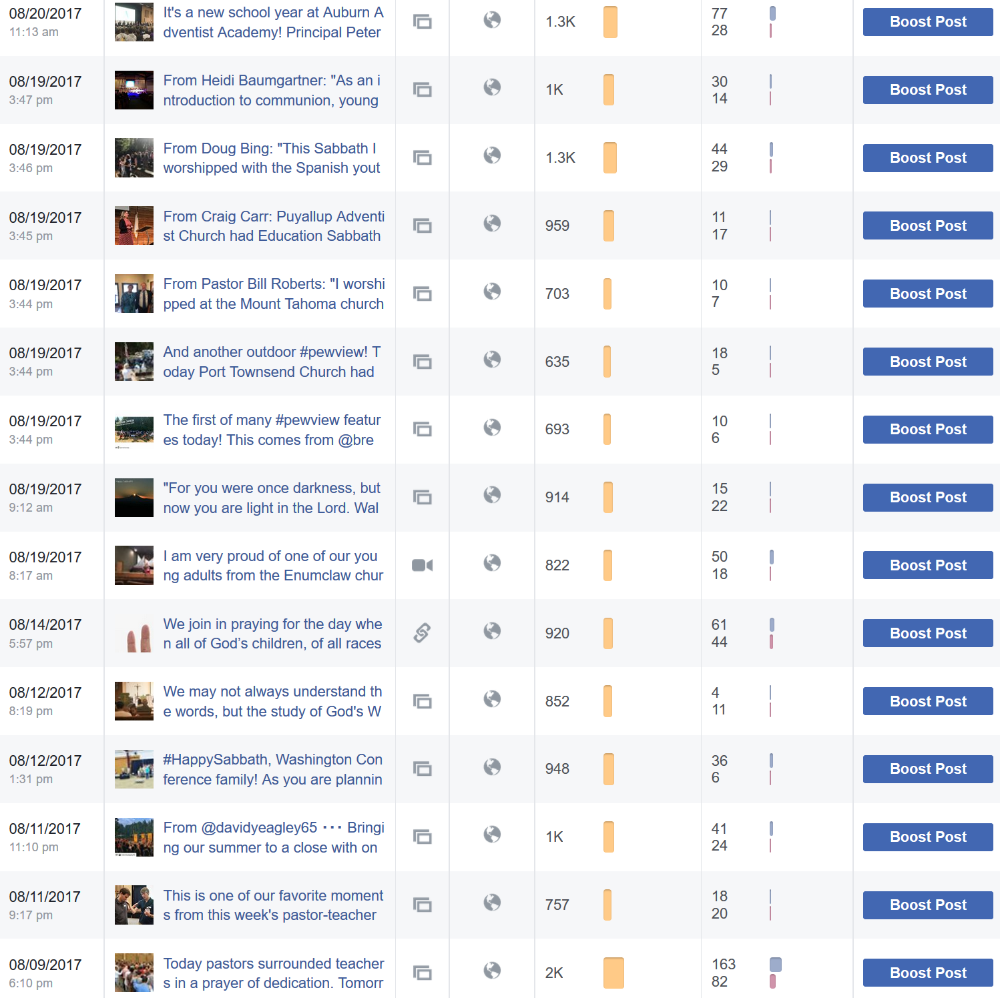 08/20/2017
11:13 am
It's a new school year at Auburn A
dventist Academy! Principal Peter
1.3K
77
28
Boost Post
08/19/2017
3:47 pm
From Heidi Baumgartner: "As an i
ntroduction to communion, young
1K
30
14
Boost Post
08/19/2017
3:46 pm
From Doug Bing: "This Sabbath I
worshipped with the Spanish yout
1.3K
44
29
Boost Post
08/19/2017
3:45 pm
From Craig Carr: Puyallup Adventi
st Church had Education Sabbath
959
11
17
Boost Post
08/19/2017
3:44 pm
From Pastor Bill Roberts: "I worshi
pped at the Mount Tahoma church
703
10
7
Boost Post
08/19/2017
3:44 pm
And another outdoor #pewview! T
oday Port Townsend Church had
635
18
5
Boost Post
08/19/2017
3:44 pm
The first of many #pewview featur
es today! This comes from @bre
693
10
6
Boost Post
08/19/2017
9:12 am
"For you were once darkness, but
now you are light in the Lord. Wal
914
15
22
Boost Post
08/19/2017
8:17 am
I am very proud of one of our you
ng adults from the Enumclaw chur
822
50
18
Boost Post
08/14/2017
5:57 pm
We join in praying for the day whe
n all of God’s children, of all races
920
61
44
Boost Post
08/12/2017
8:19 pm
We may not always understand th
e words, but the study of God's W
852
4
11
Boost Post
08/12/2017
1:31 pm
#HappySabbath, Washington Con
ference family! As you are plannin
948
36
6
Boost Post
08/11/2017
11:10 pm
From @davidyeagley65 ・・・ Bringi
ng our summer to a close with on
1K
41
24
Boost Post
08/11/2017
9:17 pm
This is one of our favorite moment
s from this week's pastor-teacher
757
18
20
Boost Post
08/09/2017
6:10 pm
Today pastors surrounded teacher
s in a prayer of dedication. Tomorr
2K
163
82
Boost Post